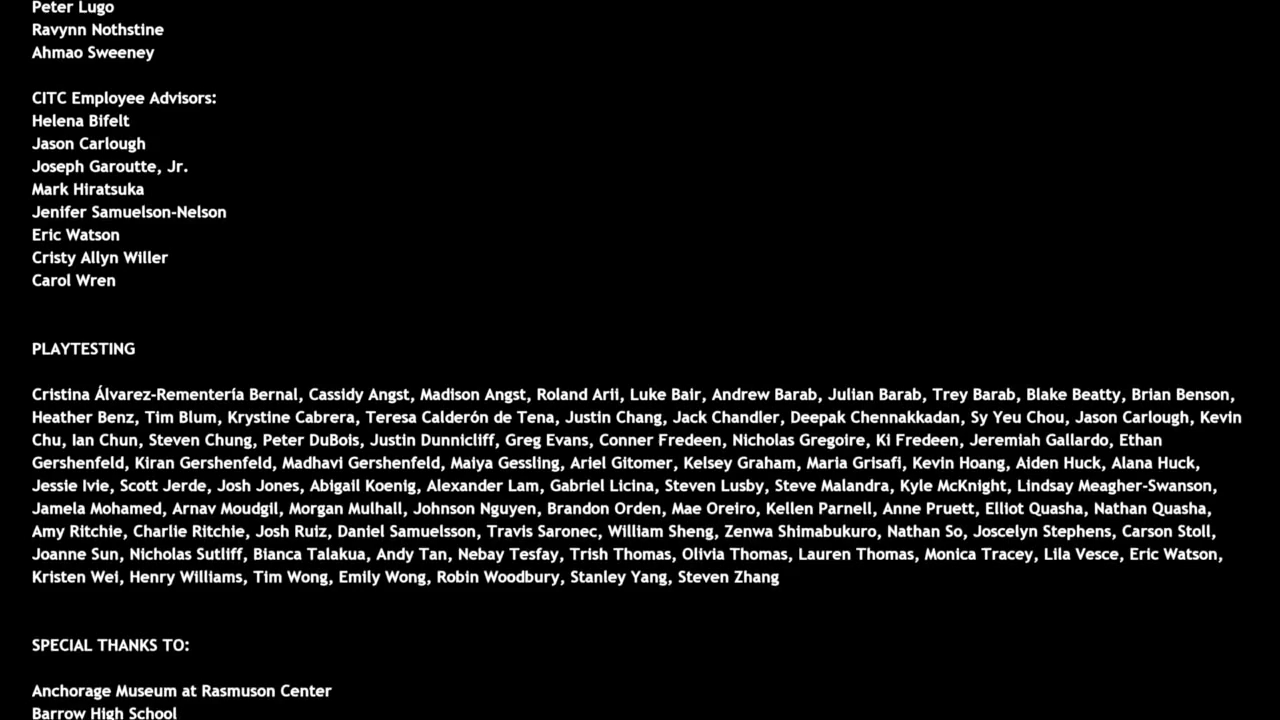 Peter Lugo
Ravynn Nothstine
Ahmao Sweeney
CITC Employee Advisors:
Helena Bifelt
Jason Carlough
Joseph Garoutte, Jr.
Mark Hiratsuka
Jenifer Samuelson-Nelson
Eric Watson
Cristy Allyn Willer
Carol Wren
PLAYTESTING
Cristina Álvarez-Rementería Bernal, Cassidy Angst, Madison Angst, Roland Arii, Luke Bair, Andrew Barab, Julian Barab, Trey Barab, Blake Beatty, Brian Benson,
Heather Benz, Tim Blum, Krystine Cabrera, Teresa Calderón de Tena, Justin Chang, Jack Chandler, Deepak Chennakkadan, Sy Yeu Chou, Jason Carlough, Kevin
Chu, Ian Chun, Steven Chung, Peter DuBois, Justin Dunnicliff, Greg Evans, Conner Fredeen, Nicholas Gregoire, Ki Fredeen, Jeremiah Gallardo, Ethan
Gershenfeld, Kiran Gershenfeld, Madhavi Gershenfeld, Maiya Gessling, Ariel Gitomer, Kelsey Graham, Maria Grisafi, Kevin Hoang, Aiden Huck, Alana Huck,
Jessie Ivie, Scott Jerde, Josh Jones, Abigail Koenig, Alexander Lam, Gabriel Licina, Steven Lusby, Steve Malandra, Kyle McKnight, Lindsay Meagher-Swanson,
Jamela Mohamed, Arnav Moudgil, Morgan Mulhall, Johnson Nguyen, Brandon Orden, Mae Oreiro, Kellen Parnell, Anne Pruett, Elliot Quasha, Nathan Quasha,
Amy Ritchie, Charlie Ritchie, Josh Ruiz, Daniel Samuelsson, Travis Saronec, William Sheng, Zenwa Shimabukuro, Nathan So, Joscelyn Stephens, Carson Stoll,
Joanne Sun, Nicholas Sutliff, Bianca Talakua, Andy Tan, Nebay Tesfay, Trish Thomas, Olivia Thomas, Lauren Thomas, Monica Tracey, Lila Vesce, Eric Watson,
Kristen Wei, Henry Williams, Tim Wong, Emily Wong, Robin Woodbury, Stanley Yang, Steven Zhang
SPECIAL THANKS TO:
Anchorage Museum at Rasmuson Center
Barrow High School